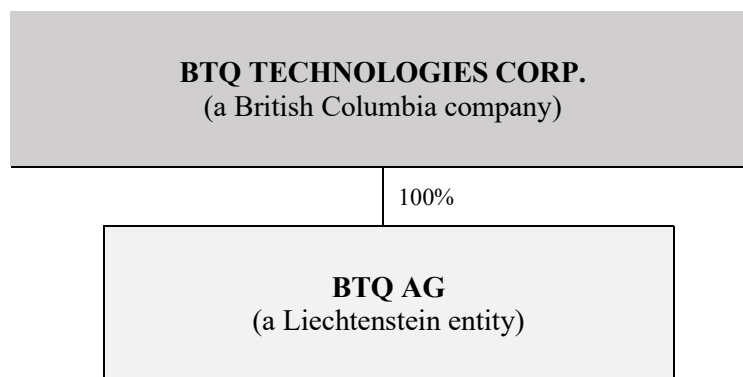 BTQ TECHNOLOGIES CORP.
(a British Columbia company)
100%
BTQ AG
(a Liechtenstein entity)